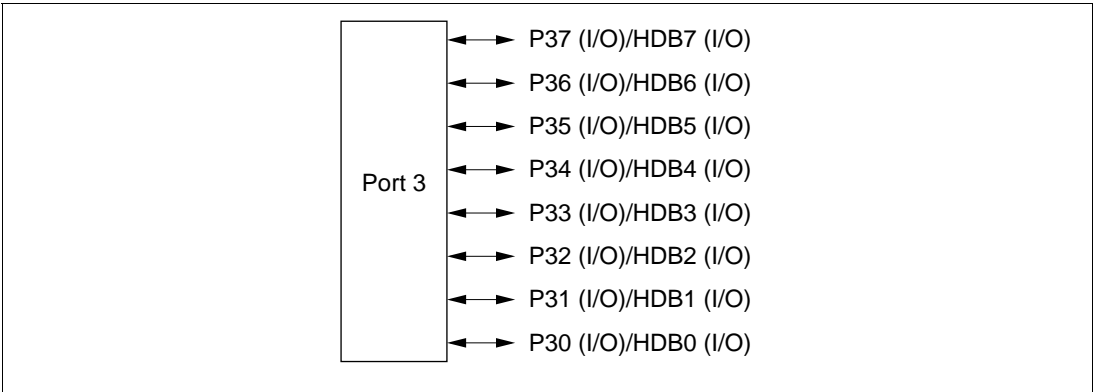 P37 (I/O)/HDB7 (I/O)
P36 (I/O)/HDB6 (I/O)
P35 (I/O)/HDB5 (I/O)
P34 (I/O)/HDB4 (I/O)
Port 3
P33 (I/O)/HDB3 (I/O)
P32 (I/O)/HDB2 (I/O)
P31 (I/O)/HDB1 (I/O)
P30 (I/O)/HDB0 (I/O)